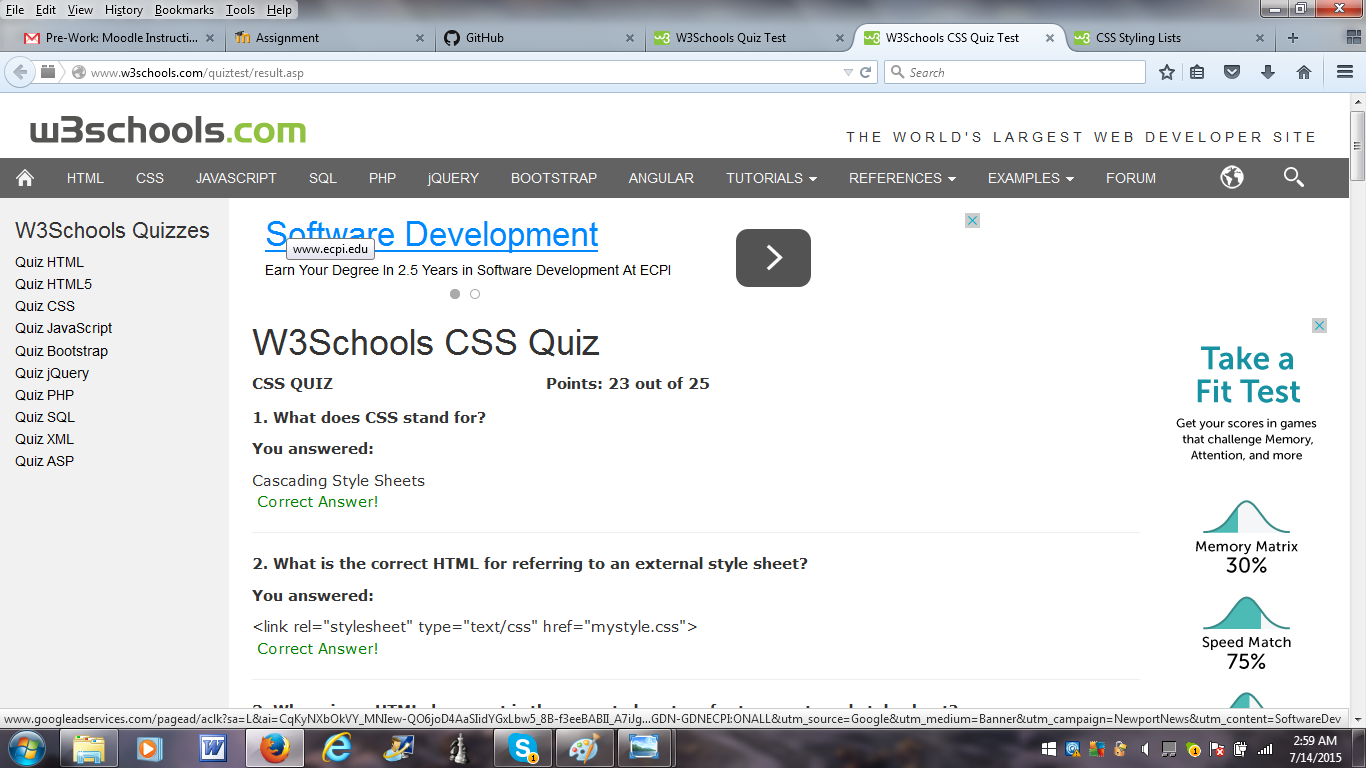 File Edit View History Bookmarks Tools Help
Pre-Work: Moodle Instructi... Assignment GitHub W3Schools Quiz Test W3Schools CSS Quiz Test CSS Styling Lists
www.w3schools.com/quiztest/result.asp Search
w3schools.com
THE WORLD'S LARGEST WEB DEVELOPER SITE
HTML CSS JAVASCRIPT SQL PHP jQUERY BOOTSTRAP ANGULAR TUTORIALS REFERENCES EXAMPLES FORUM
W3Schools Quizzes
Quiz HTML
Quiz HTML5
Quiz CSS
Quiz JavaScript
Quiz Bootstrap
Quiz jQuery
Quiz PHP
Quiz SQL
Quiz XML
Quiz ASP
Software Development
www.ecpi.edu
Earn Your Degree In 2.5 Years in Software Development At ECPI
W3Schools CSS Quiz
CSS QUIZ Points: 23 out of 25
1. What does CSS stand for?
You answered:
Cascading Style Sheets
Correct Answer!
2. What is the correct HTML for referring to an external style sheet?
You answered:
<link rel="stylesheet" type="text/css" href="mystyle.css">
Correct Answer!
Take a
Fit Test
Get your scores in games
that challenge Memory,
Attention, and more
Memory Matrix
30%
Speed Match
75%
www.googleadservices.com/pagead/aclk?sa=L&ai=CqKyNXbOkVY_MNIew-QO6joD4AaSIidYGxLbw5_8B-f3eeBABII_A7iJg...GDN-GDNECPI:ONALL&utm_source=Google&utm_medium=Banner&utm_campaign=NewportNews&utm_content=SoftwareDev
2:59 AM
7/14/2015